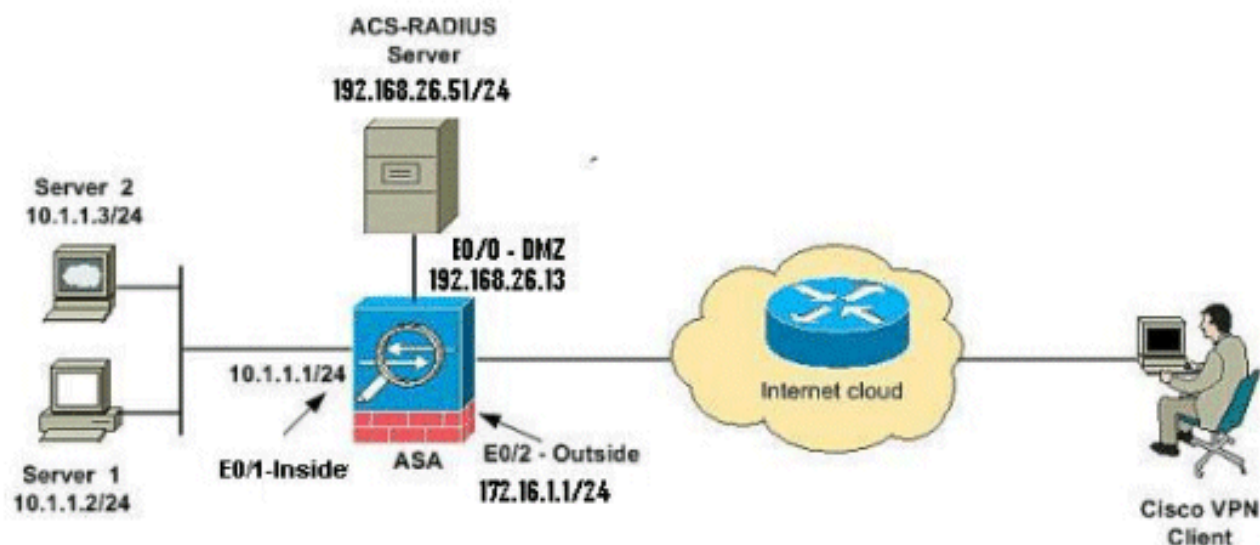 ACS-RADIUS
Server
192.168.26.51/24
Server 2
10.1.1.3/24
E0/0 - DMZ
192.168.26.13
10.1.1.1/24
Internet cloud
E0/1-Inside
ASA
E0/2 - Outside
172.16.1.1/24
Server 1
10.1.1.2/24
Cisco VPN
Client